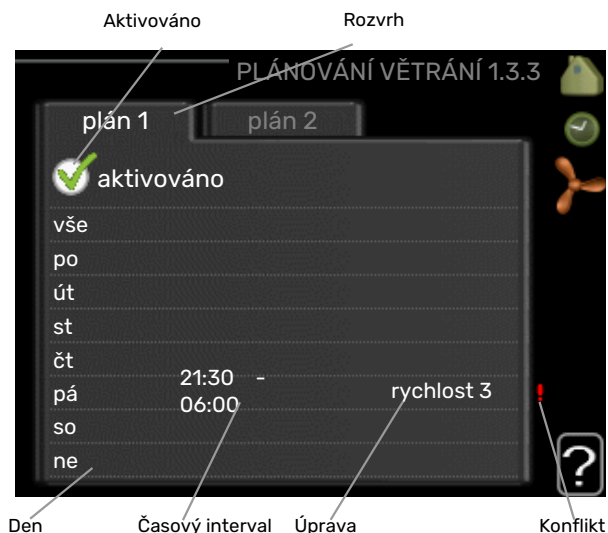 Aktivováno Rozvrh
PLÁNOVÁNÍ VĚTRÁNÍ 1.3.3
plán 1 plán 2
aktivováno
vše
po
út
st
čt
pá 21:30 - 06:00 rychlost 3 !
so
ne
?
Den Časový interval Úprava Konflikt